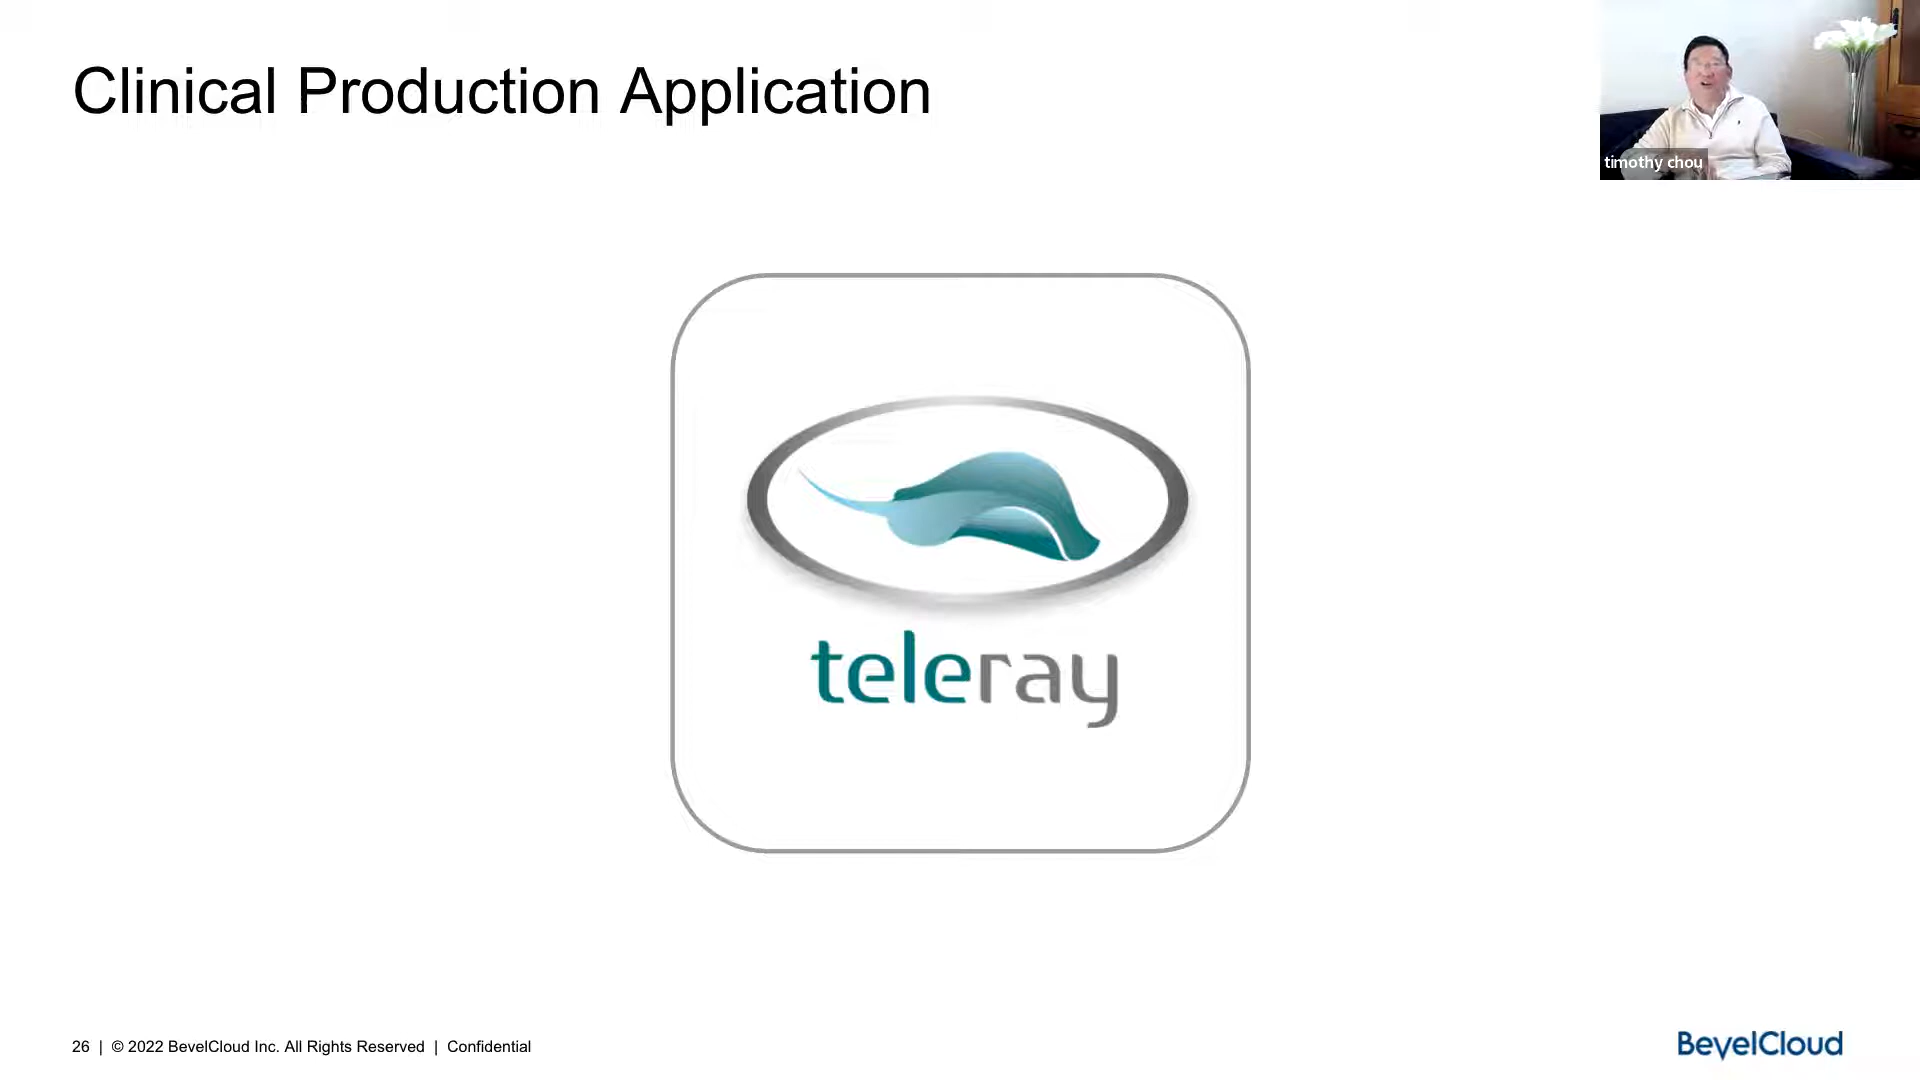 Clinical Production Application
timothy chou
teleray
26 | © 2022 BevelCloud Inc. All Rights Reserved | Confidential
BevelCloud